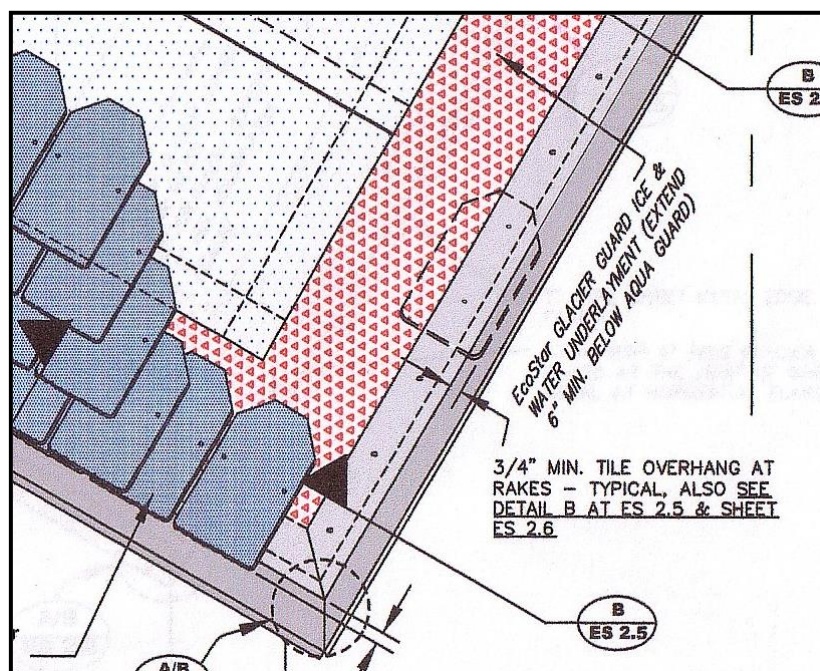 B
ES 2
EcoStar GLACIER GUARD ICE &
WATER UNDERLAYMENT (EXTEND
6" MIN. BELOW AQUA GUARD)
3/4" MIN. TILE OVERHANG AT
RAKES – TYPICAL, ALSO SEE
DETAIL B AT ES 2.5 & SHEET
ES 2.6
B
ES 2.5
A/B
r